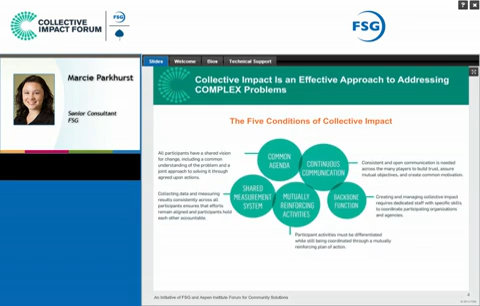 COLLECTIVE
IMPACT FORUM
FSG
FSG
Marcie Parkhurst
Senior Consultant
FSG
Slides
Welcome
Bios
Technical Support
Collective Impact Is an Effective Approach to Addressing
COMPLEX Problems
The Five Conditions of Collective Impact
All participants have a shared vision
for change, including a common
understanding of the problem and a
joint approach to solving it through
agreed upon actions.
COMMON
AGENDA
CONTINUOUS
COMMUNICATION
Consistent and open communication is needed
across the many players to build trust, assure
mutual objectives, and create common motivation.
Collecting data and measuring
results consistently across all
participants ensures that efforts
remain aligned and participants hold
each other accountable.
SHARED
MEASUREMENT
SYSTEM
MUTUALLY
REINFORCING
ACTIVITIES
BACKBONE
FUNCTION
Creating and managing collective impact
requires dedicated staff with specific skills
to coordinate participating organizations
and agencies.
Participant activities must be differentiated
while still being coordinated through a mutually
reinforcing plan of action.
An Initiative of FSG and Aspen Institute Forum for Community Solutions